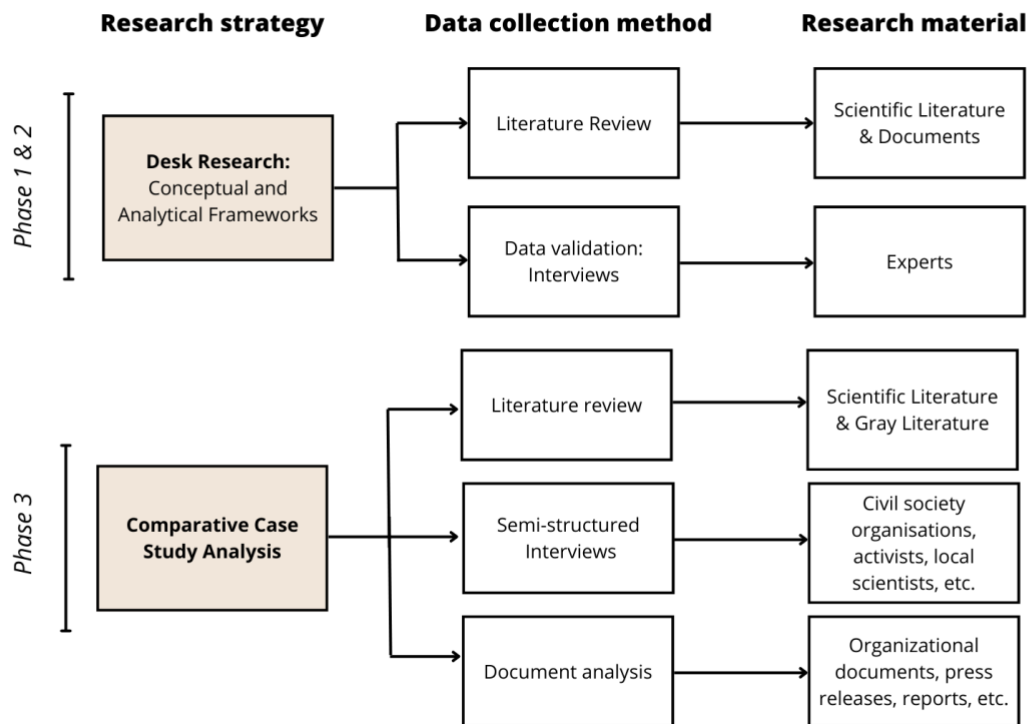 Research strategy
Data collection method
Research material
Phase 1 & 2
Desk Research:
Conceptual and
Analytical Frameworks
Literature Review
Scientific Literature
& Documents
Data validation:
Interviews
Experts
Phase 3
Comparative Case
Study Analysis
Literature review
Scientific Literature
& Gray Literature
Semi-structured
Interviews
Civil society
organisations,
activists, local
scientists, etc.
Document analysis
Organizational
documents, press
releases, reports, etc.